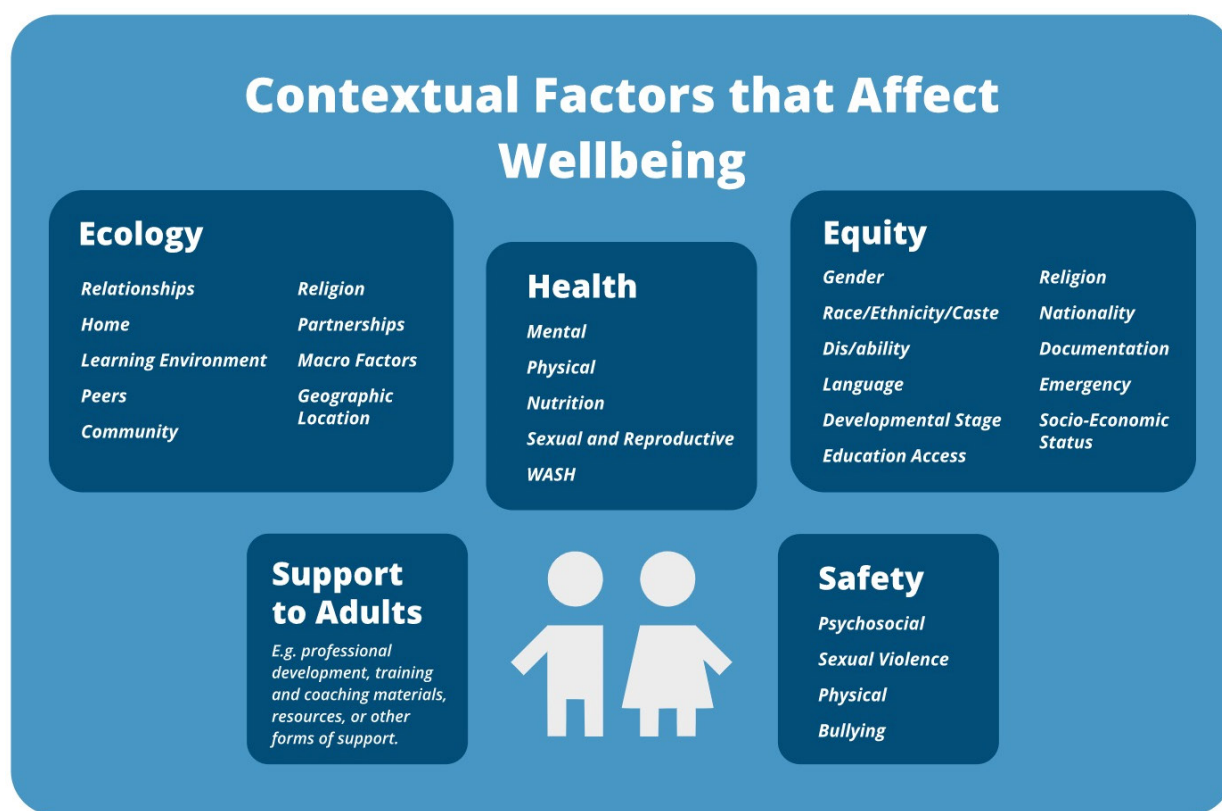 Contextual Factors that Affect
Wellbeing
Ecology
Relationships
Home
Learning Environment
Peers
Community
Religion
Partnerships
Macro Factors
Geographic
Location
Health
Mental
Physical
Nutrition
Sexual and Reproductive
WASH
Equity
Gender
Race/Ethnicity/Caste
Dis/ability
Language
Developmental Stage
Education Access
Religion
Nationality
Documentation
Emergency
Socio-Economic
Status
Support
to Adults
E.g. professional
development, training
and coaching materials,
resources, or other
forms of support.
Safety
Psychosocial
Sexual Violence
Physical
Bullying